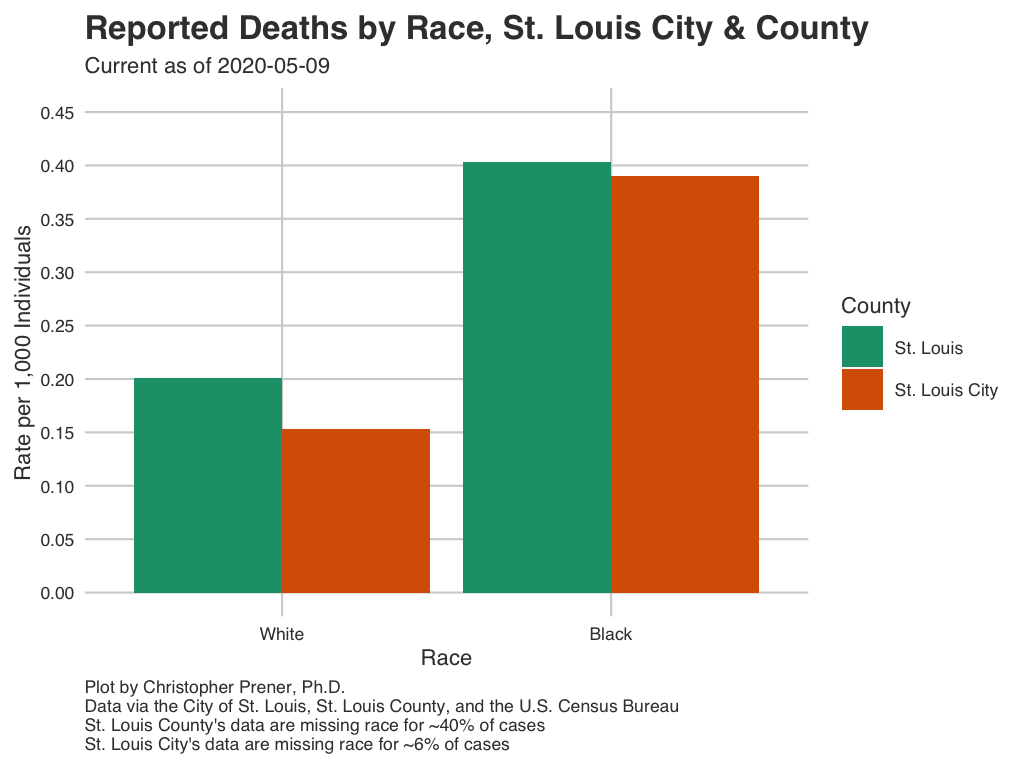 Reported Deaths by Race, St. Louis City & County
Current as of 2020-05-09
0.45
0.40
0.35
0.30
0.25
0.20
0.15
0.10
0.05
0.00
Rate per 1,000 Individuals
White
Black
Race
County
St. Louis
St. Louis City
Plot by Christopher Prener, Ph.D.
Data via the City of St. Louis, St. Louis County, and the U.S. Census Bureau
St. Louis County's data are missing race for ~40% of cases
St. Louis City's data are missing race for ~6% of cases